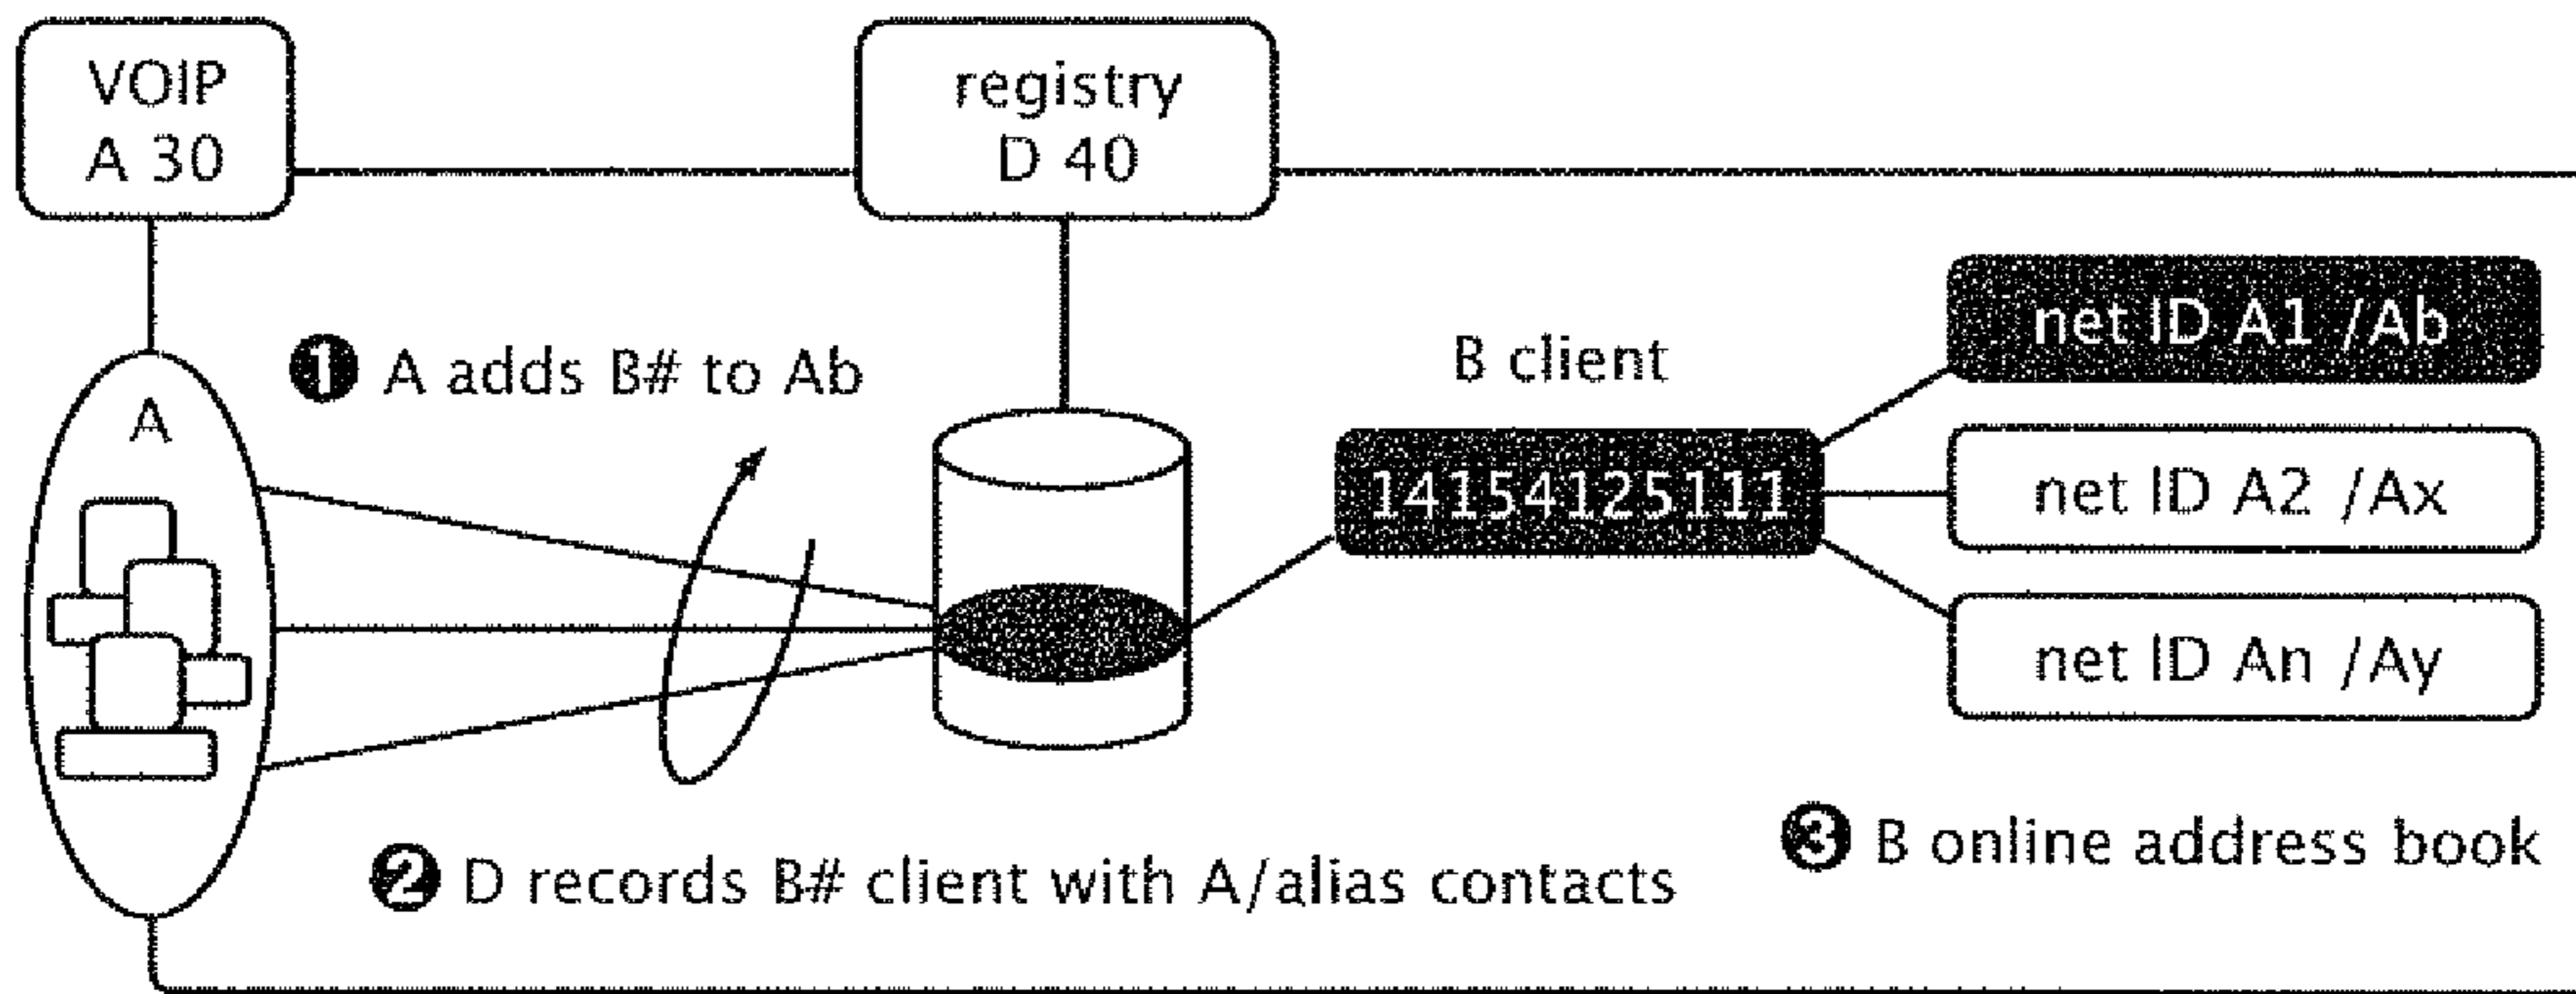 VOIP
A 30
registry
D 40
❶ A adds B# to Ab
A
B client
14154125111
net ID A1 /Ab
net ID A2 /Ax
net ID An /Ay
❷ D records B# client with A/alias contacts
❸ B online address book